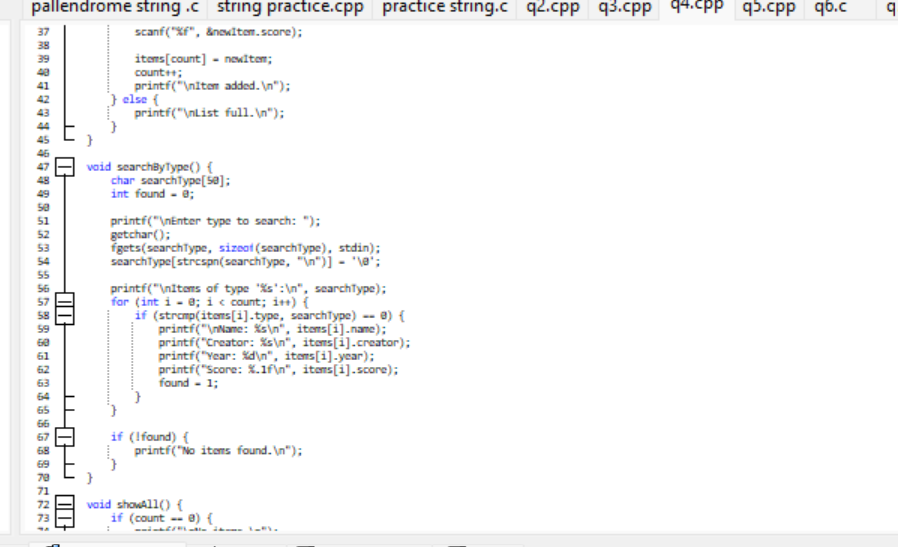 pallendrome string .c string practice.cpp practice string.c q2.cpp q3.cpp q4.cpp q5.cpp q6.c q
37 scanf("%f", &newItem.score);
38
39 items[count] = newItem;
40 count++;
41 printf("\nItem added.\n");
42 } else {
43 printf("\nList full.\n");
44 }
45 }
46
47 void searchByType() {
48 char searchType[50];
49 int found = 0;
50
51 printf("\nEnter type to search: ");
52 getchar();
53 fgets(searchType, sizeof(searchType), stdin);
54 searchType[strcspn(searchType, "\n")] = '\0';
55
56 printf("\nItems of type '%s':\n", searchType);
57 for (int i = 0; i < count; i++) {
58 if (strcmp(items[i].type, searchType) == 0) {
59 printf("\nName: %s\n", items[i].name);
60 printf("Creator: %s\n", items[i].creator);
61 printf("Year: %d\n", items[i].year);
62 printf("Score: %.1f\n", items[i].score);
63 found = 1;
64 }
65 }
66
67 if (!found) {
68 printf("No items found.\n");
69 }
70 }
71
72 void showAll() {
73 if (count == 0) {